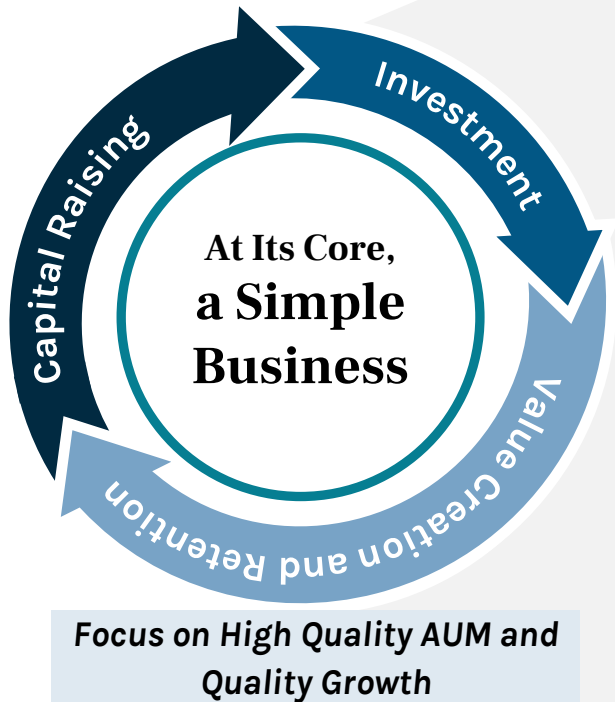 Capital Raising
Investment
Value Creation and Retention
At Its Core,
a Simple
Business
Focus on High Quality AUM and
Quality Growth